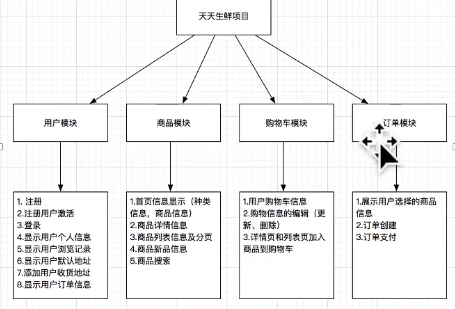 天天生鲜项目
用户模块
商品模块
购物车模块
订单模块
1. 注册
2.注册用户激活
3.登录
4.显示用户个人信息
5.显示用户浏览记录
6.显示用户默认地址
7.添加用户收货地址
8.显示用户订单信息
1.首页信息显示（种类
信息，商品信息）
2.商品详情信息
3.商品列表信息及分页
4.商品新品信息
5.商品搜索
1.用户购物车信息
2.购物信息的编辑（更
新、删除）
3.详情页和列表页加入
商品到购物车
1.展示用户选择的商品
信息
2.订单创建
3.订单支付